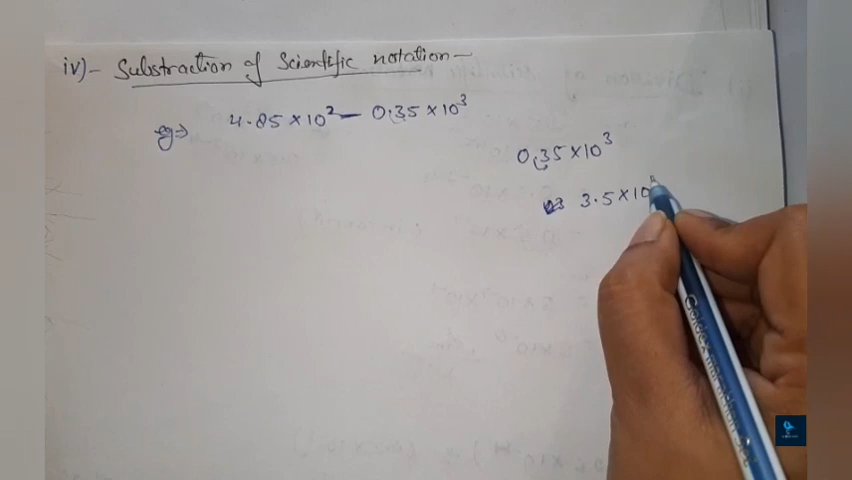 iv)- Substraction of Scientific notation-
eg⇒ 4.85×10² - 0.35×10³
0.35×10³
3.5×10